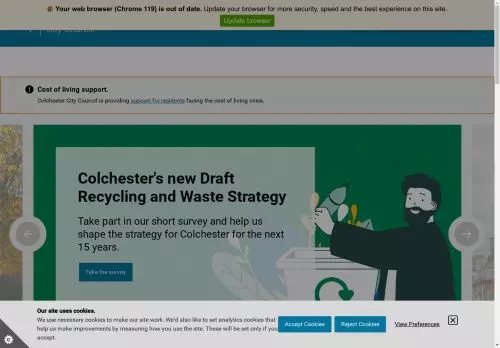 Your web browser (Chrome 119) is out of date. Update your browser for more security, speed and the best experience on this site.
Update browser
City Council
Cost of living support.
Colchester City Council is providing support for residents facing the cost of living crisis.
Colchester's new Draft
Recycling and Waste Strategy
Take part in our short survey and help us
shape the strategy for Colchester for the next
15 years.
Take the survey
Our site uses cookies.
We use necessary cookies to make our site work. We'd also like to set analytics cookies that
help us make improvements by measuring how you use the site. These will be set only if you
accept.
Accept Cookies
Reject Cookies
View Preferences